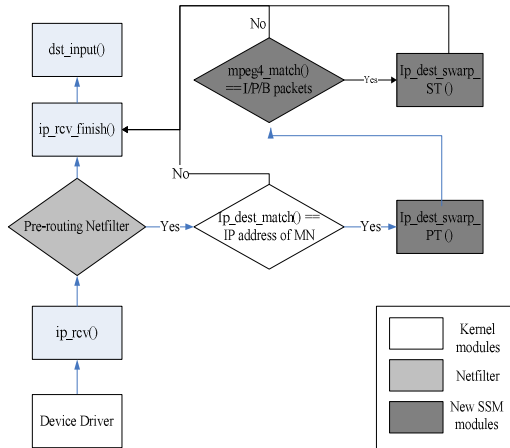 No
dst_input()
mpeg4_match()
== I/P/B packets
Yes
Ip_dest_swarp_
ST()
ip_rcv_finish()
No
Pre-routing Netfilter
Yes
Ip_dest_match() ==
IP address of MN
Yes
Ip_dest_swarp_
PT()
ip_rcv()
Device Driver
Kernel
modules
Netfilter
New SSM
modules